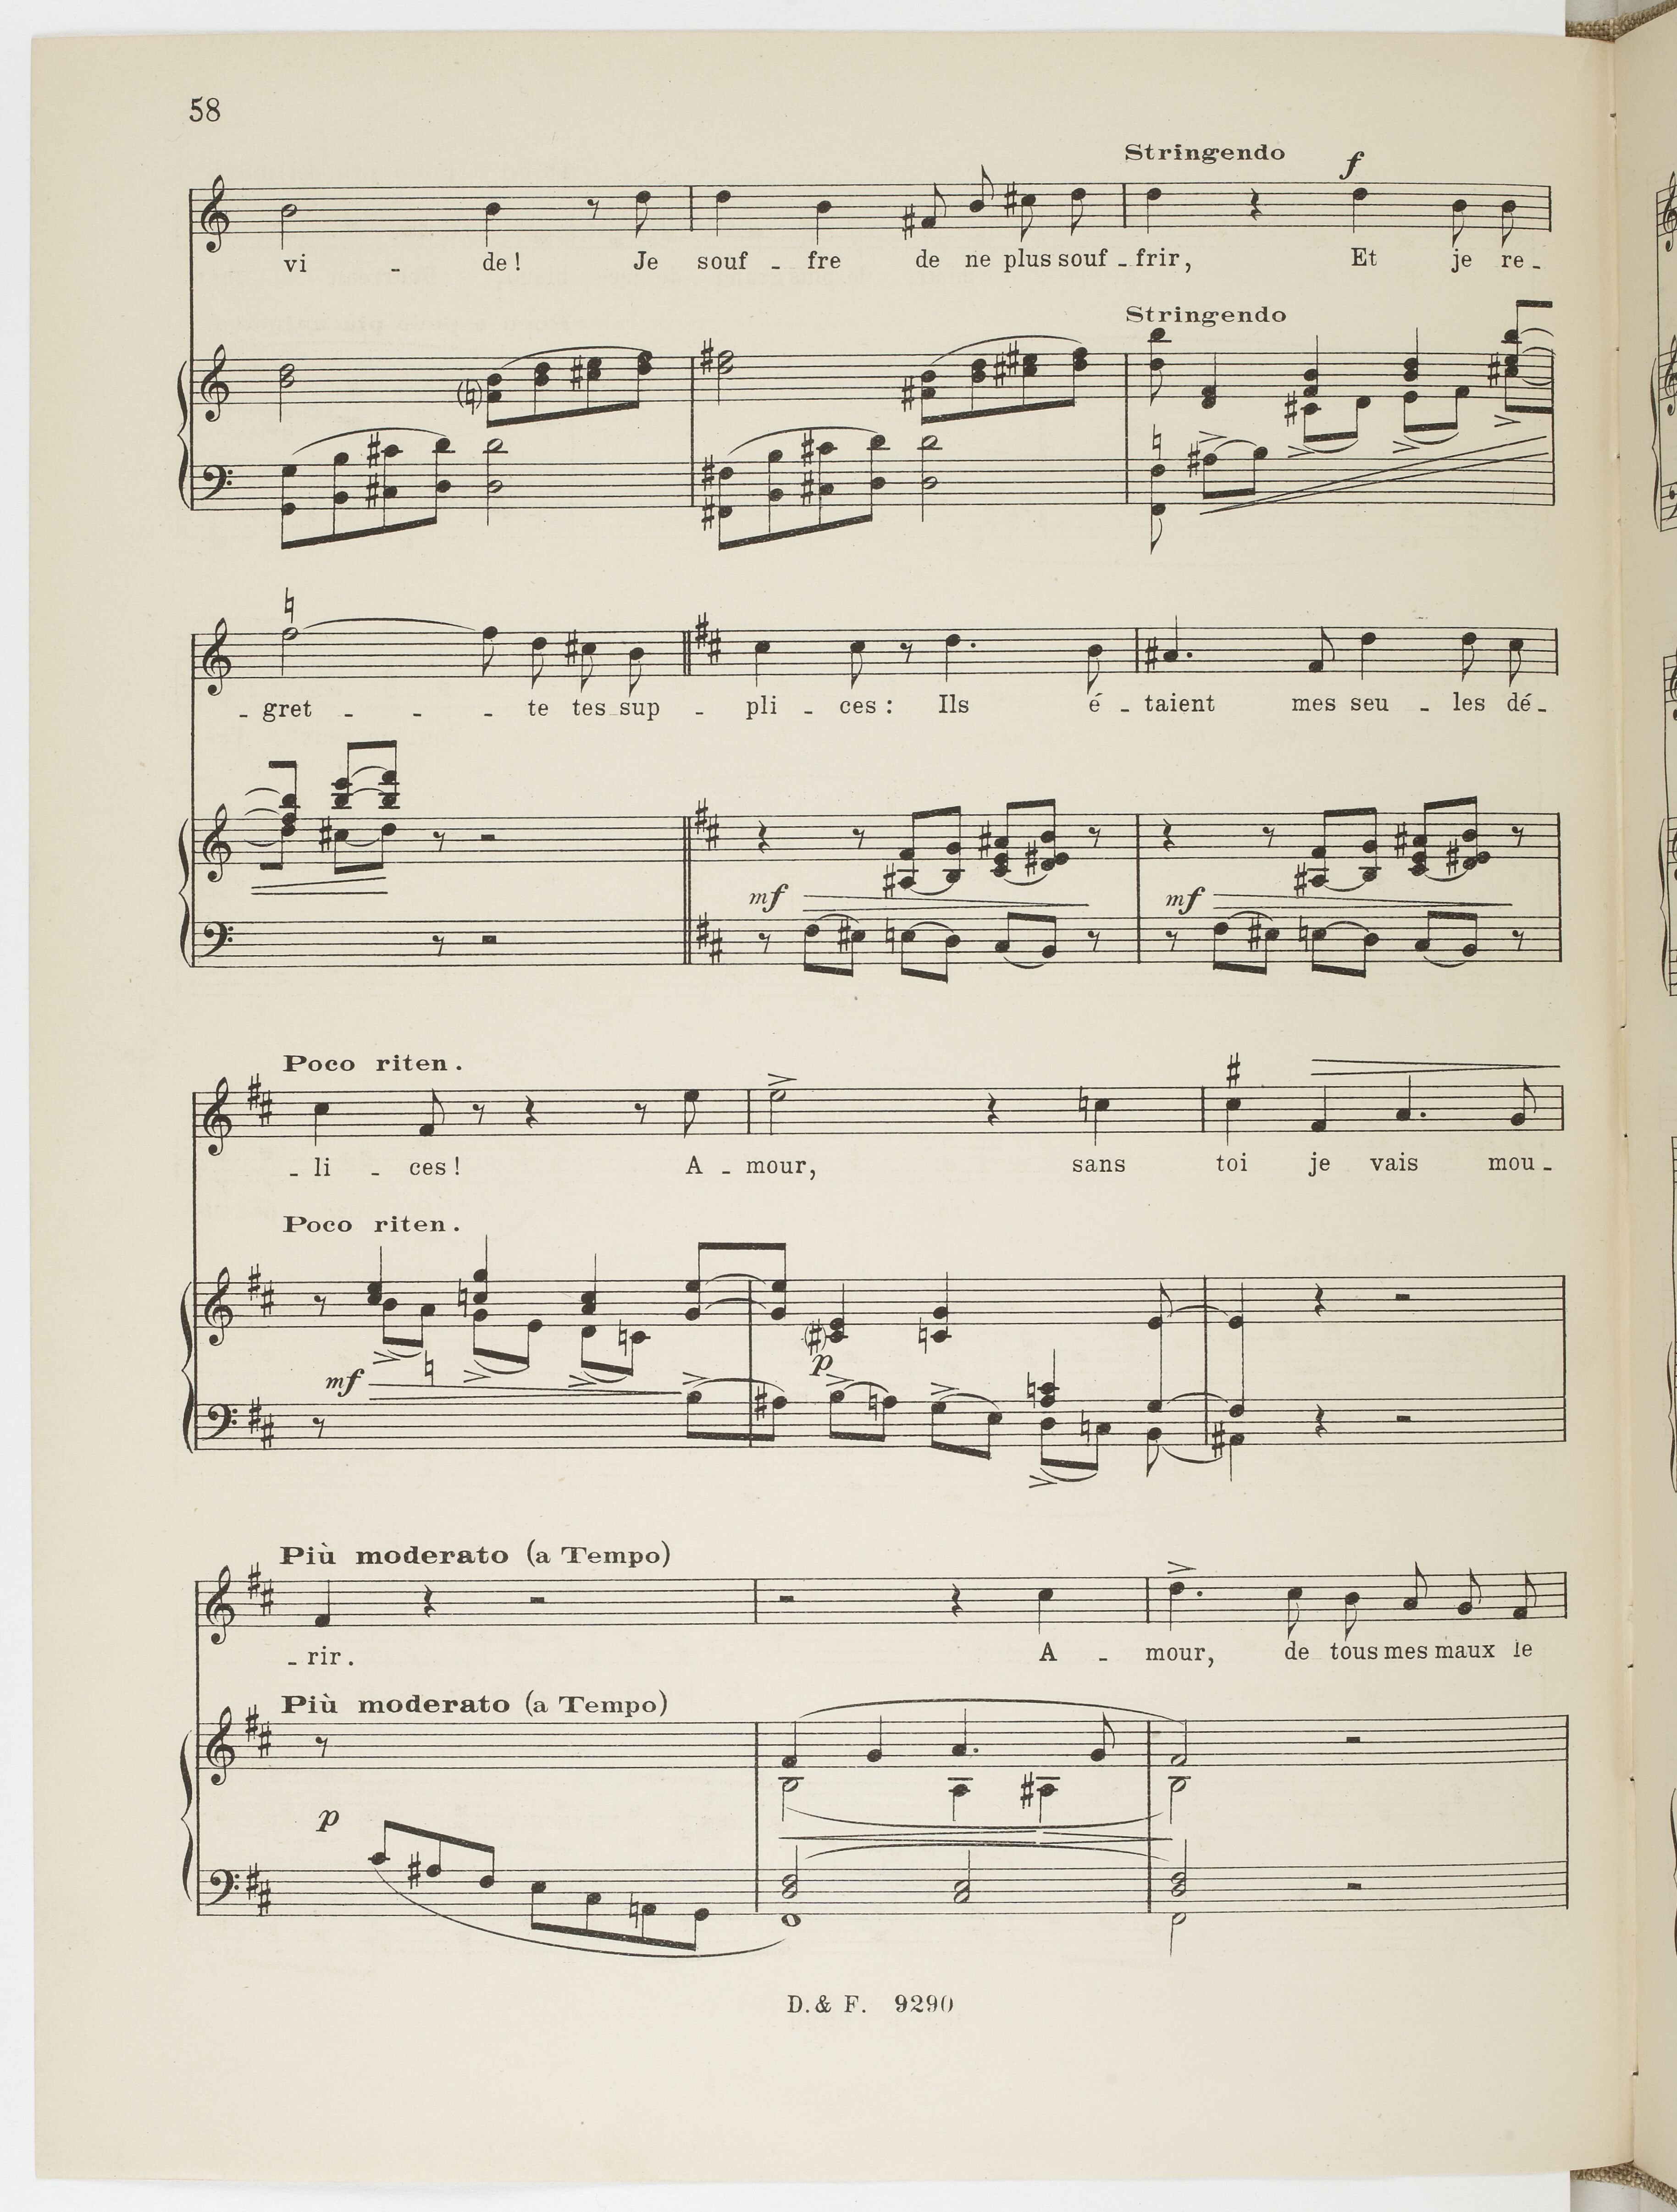 58
Stringendo f
vi - de! Je souf - fre de ne plus souf - frir, Et je re -
Stringendo
- gret - - - te tes sup - pli - ces : Ils é - taient mes seu - les dé -
mf mf
Poco riten.
- li - ces ! A - mour, sans toi je vais mou -
Poco riten.
p
mf
Più moderato (a Tempo)
- rir. A - mour, de tous mes maux le
Più moderato (a Tempo)
p
D. & F. 9290